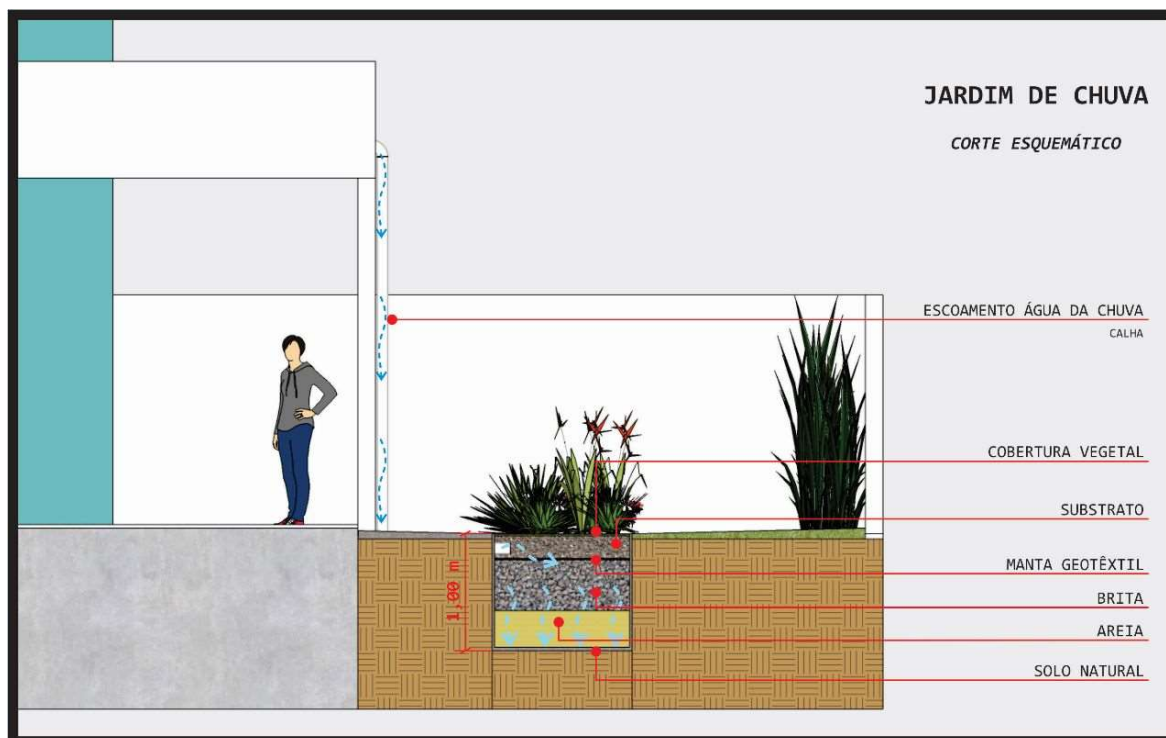 JARDIM DE CHUVA
CORTE ESQUEMÁTICO
ESCOAMENTO ÁGUA DA CHUVA
CALHA
COBERTURA VEGETAL
SUBSTRATO
MANTA GEOTÊXTIL
BRITA
AREIA
SOLO NATURAL
1,00 m